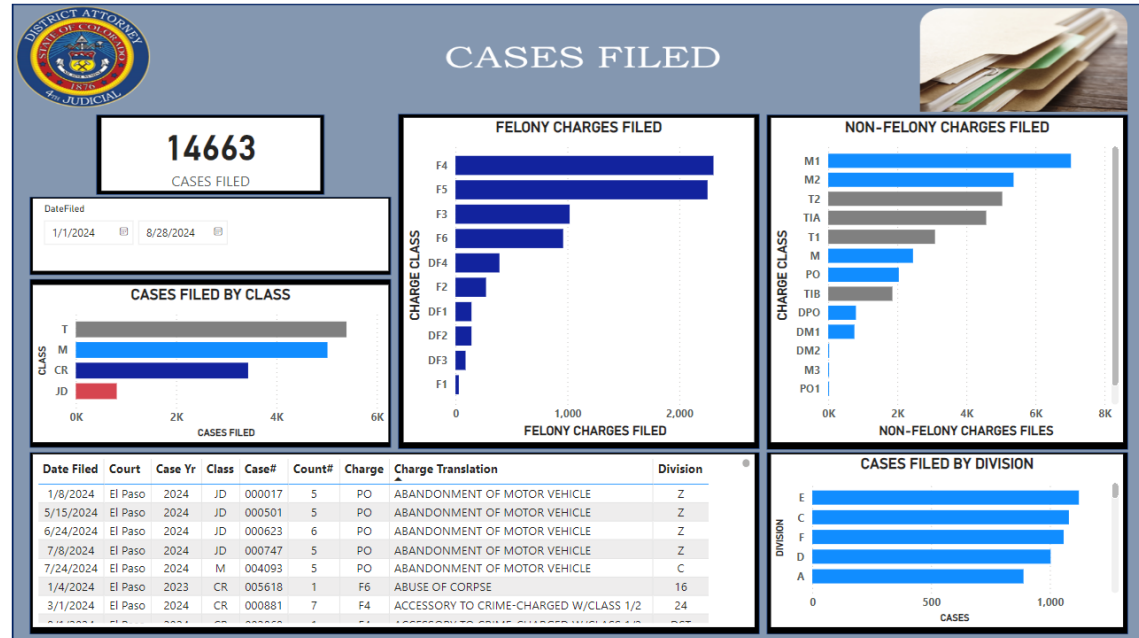 DISTRICT ATTORNEY
STATE OF COLORADO
1876
4TH JUDICIAL
CASES FILED
14663
CASES FILED
DateFiled
1/1/2024 8/28/2024
CASES FILED BY CLASS
CLASS
T
M
CR
JD
0K 2K 4K 6K
CASES FILED
FELONY CHARGES FILED
CHARGE CLASS
F4
F5
F3
F6
DF4
F2
DF1
DF2
DF3
F1
0 1,000 2,000
FELONY CHARGES FILED
NON-FELONY CHARGES FILED
CHARGE CLASS
M1
M2
T2
TIA
T1
M
PO
TIB
DPO
DM1
DM2
M3
PO1
0K 2K 4K 6K 8K
NON-FELONY CHARGES FILES
Date Filed Court Case Yr Class Case# Count# Charge Charge Translation Division
1/8/2024 El Paso 2024 JD 000017 5 PO ABANDONMENT OF MOTOR VEHICLE Z
5/15/2024 El Paso 2024 JD 000501 5 PO ABANDONMENT OF MOTOR VEHICLE Z
6/24/2024 El Paso 2024 JD 000623 6 PO ABANDONMENT OF MOTOR VEHICLE Z
7/8/2024 El Paso 2024 JD 000747 5 PO ABANDONMENT OF MOTOR VEHICLE Z
7/24/2024 El Paso 2024 M 004093 5 PO ABANDONMENT OF MOTOR VEHICLE C
1/4/2024 El Paso 2023 CR 005618 1 F6 ABUSE OF CORPSE 16
3/1/2024 El Paso 2024 CR 000881 7 F4 ACCESSORY TO CRIME-CHARGED W/CLASS 1/2 24
CASES FILED BY DIVISION
DIVISION
E
C
F
D
A
0 500 1,000
CASES